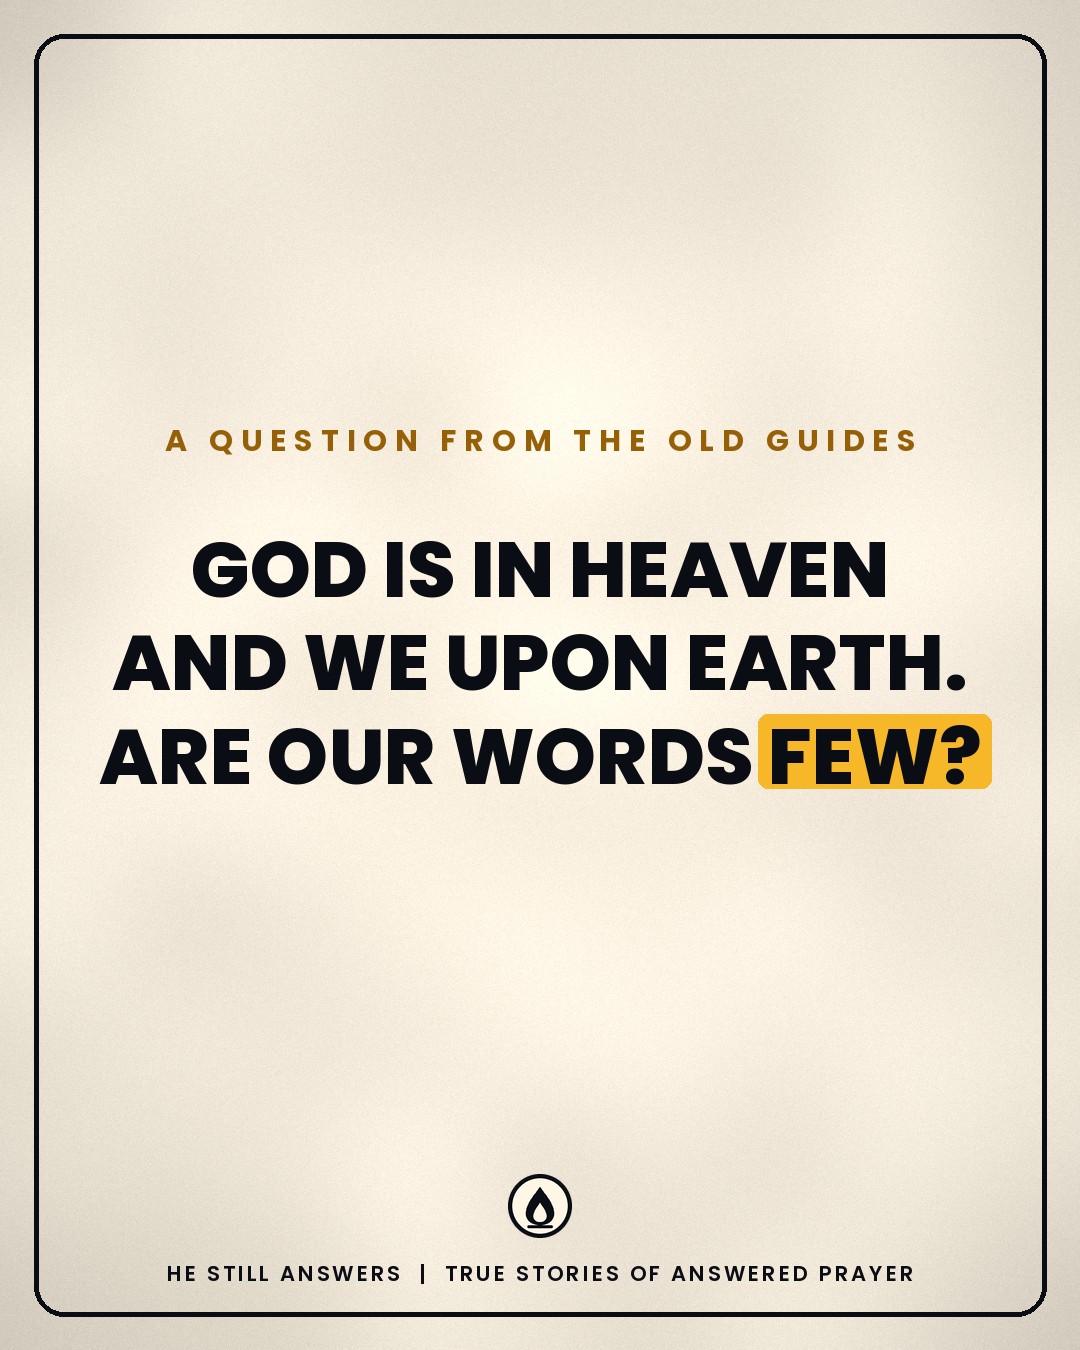 A QUESTION FROM THE OLD GUIDES
GOD IS IN HEAVEN
AND WE UPON EARTH.
ARE OUR WORDS FEW?
HE STILL ANSWERS | TRUE STORIES OF ANSWERED PRAYER